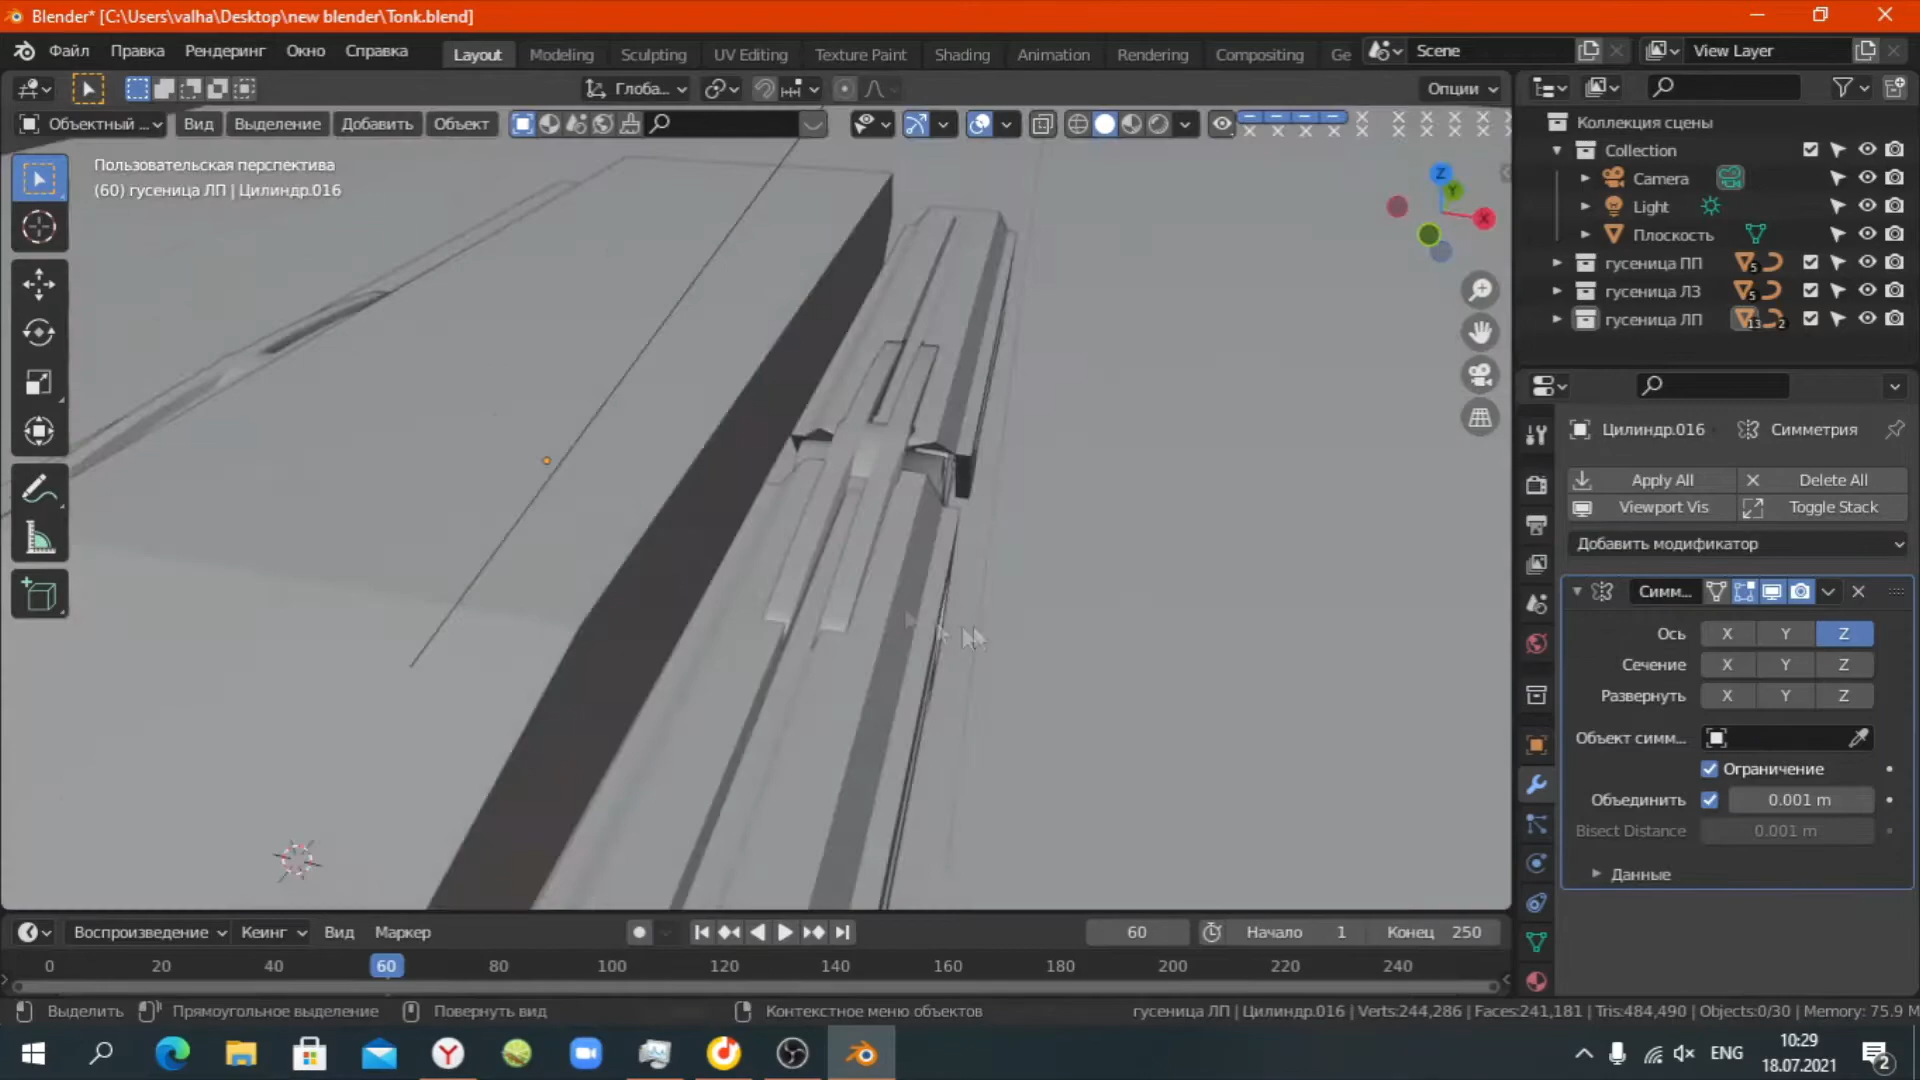 Blender* [C:\Users\valha\Desktop\new blender\Tonk.blend]
Файл Правка Рендеринг Окно Справка Layout Modeling Sculpting UV Editing Texture Paint Shading Animation Rendering Compositing Ge Scene View Layer
Глоба... Опции
Объектный ... Вид Выделение Добавить Объект
Пользовательская перспектива
(60) гусеница ЛП | Цилиндр.016
Z
Y
X
Коллекция сцены
Collection
Camera
Light
Плоскость
гусеница ПП 5
гусеница ЛЗ 5
гусеница ЛП 13 2
Цилиндр.016 Симметрия
Apply All Delete All
Viewport Vis Toggle Stack
Добавить модификатор
Симм...
Ось X Y Z
Сечение X Y Z
Развернуть X Y Z
Объект симм...
Ограничение
Объединить 0.001 m
Bisect Distance 0.001 m
Данные
Воспроизведение Кеинг Вид Маркер 60 Начало 1 Конец 250
0 20 40 60 80 100 120 140 160 180 200 220 240
Выделить Прямоугольное выделение Повернуть вид Контекстное меню объектов гусеница ЛП | Цилиндр.016 | Verts:244,286 | Faces:241,181 | Tris:484,490 | Objects:0/30 | Memory: 75.9 M
ENG 10:29
18.07.2021
2